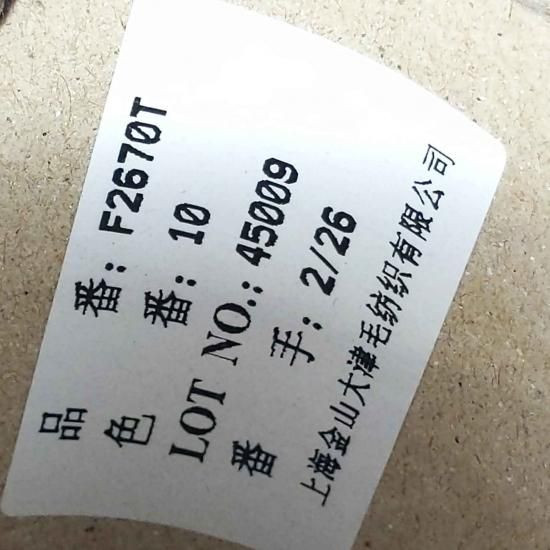 品 番: F2670T
色 番: 10
LOT NO.: 45009
番 手: 2/26
上海金山大津毛纺织有限公司